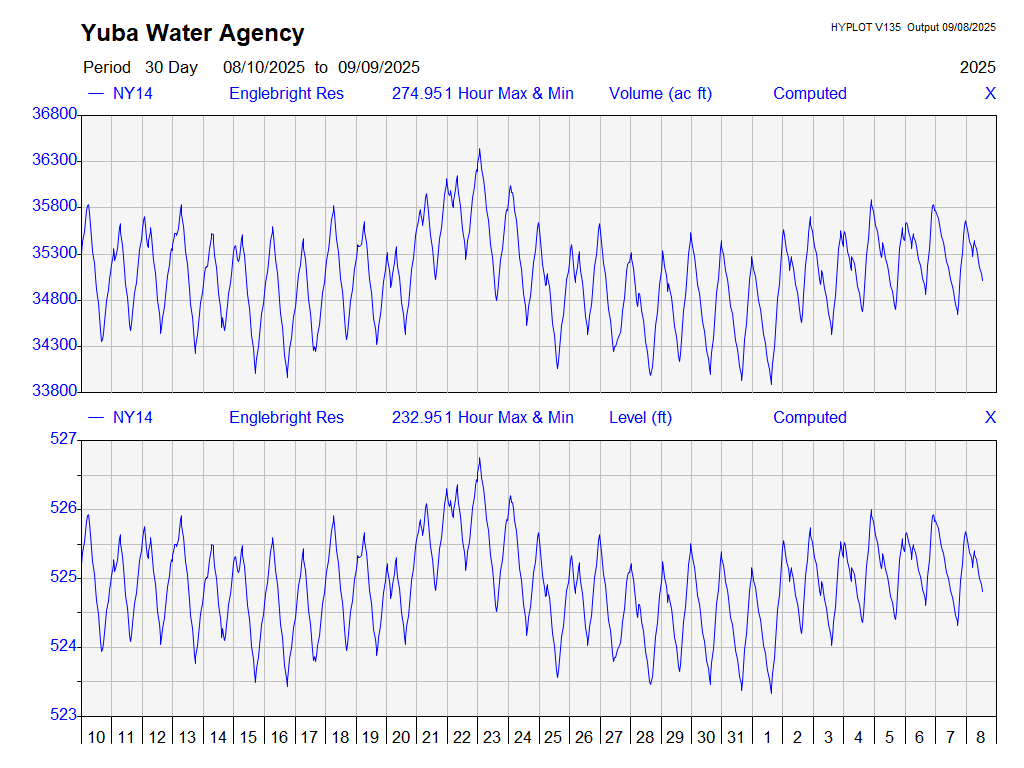 Yuba Water Agency
HYPLOT V135 Output 09/08/2025
Period 30 Day 08/10/2025 to 09/09/2025
2025
NY14 Englebright Res 274.951 Hour Max & Min Volume (ac ft) Computed X
36800
36300
35800
35300
34800
34300
33800
NY14 Englebright Res 232.951 Hour Max & Min Level (ft) Computed X
527
526
525
524
523
10 11 12 13 14 15 16 17 18 19 20 21 22 23 24 25 26 27 28 29 30 31 1 2 3 4 5 6 7 8